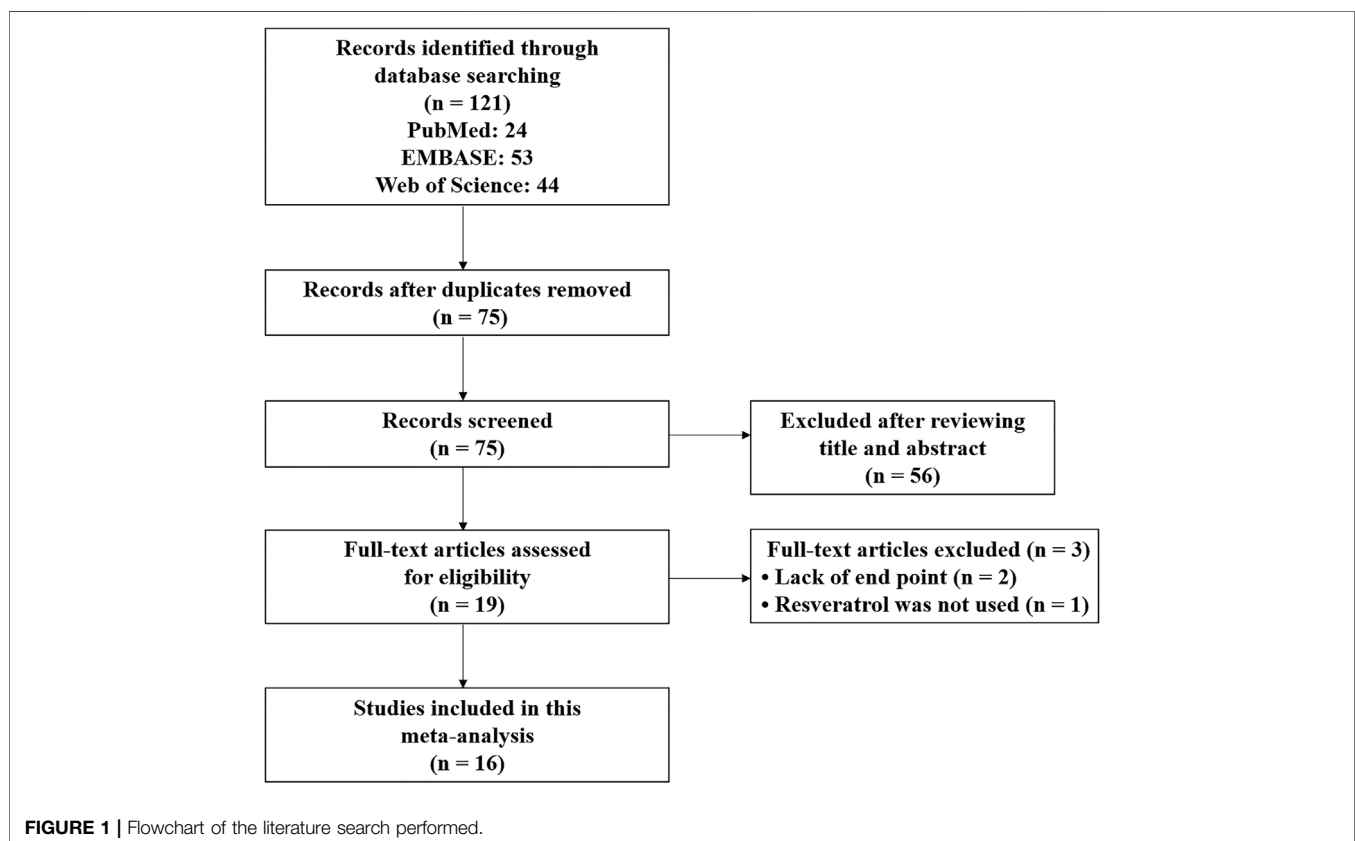 Records identified through
database searching
(n = 121)
PubMed: 24
EMBASE: 53
Web of Science: 44
Records after duplicates removed
(n = 75)
Records screened
(n = 75)
Excluded after reviewing
title and abstract
(n = 56)
Full-text articles assessed
for eligibility
(n = 19)
Full-text articles excluded (n = 3)
• Lack of end point (n = 2)
• Resveratrol was not used (n = 1)
Studies included in this
meta-analysis
(n = 16)
FIGURE 1 | Flowchart of the literature search performed.